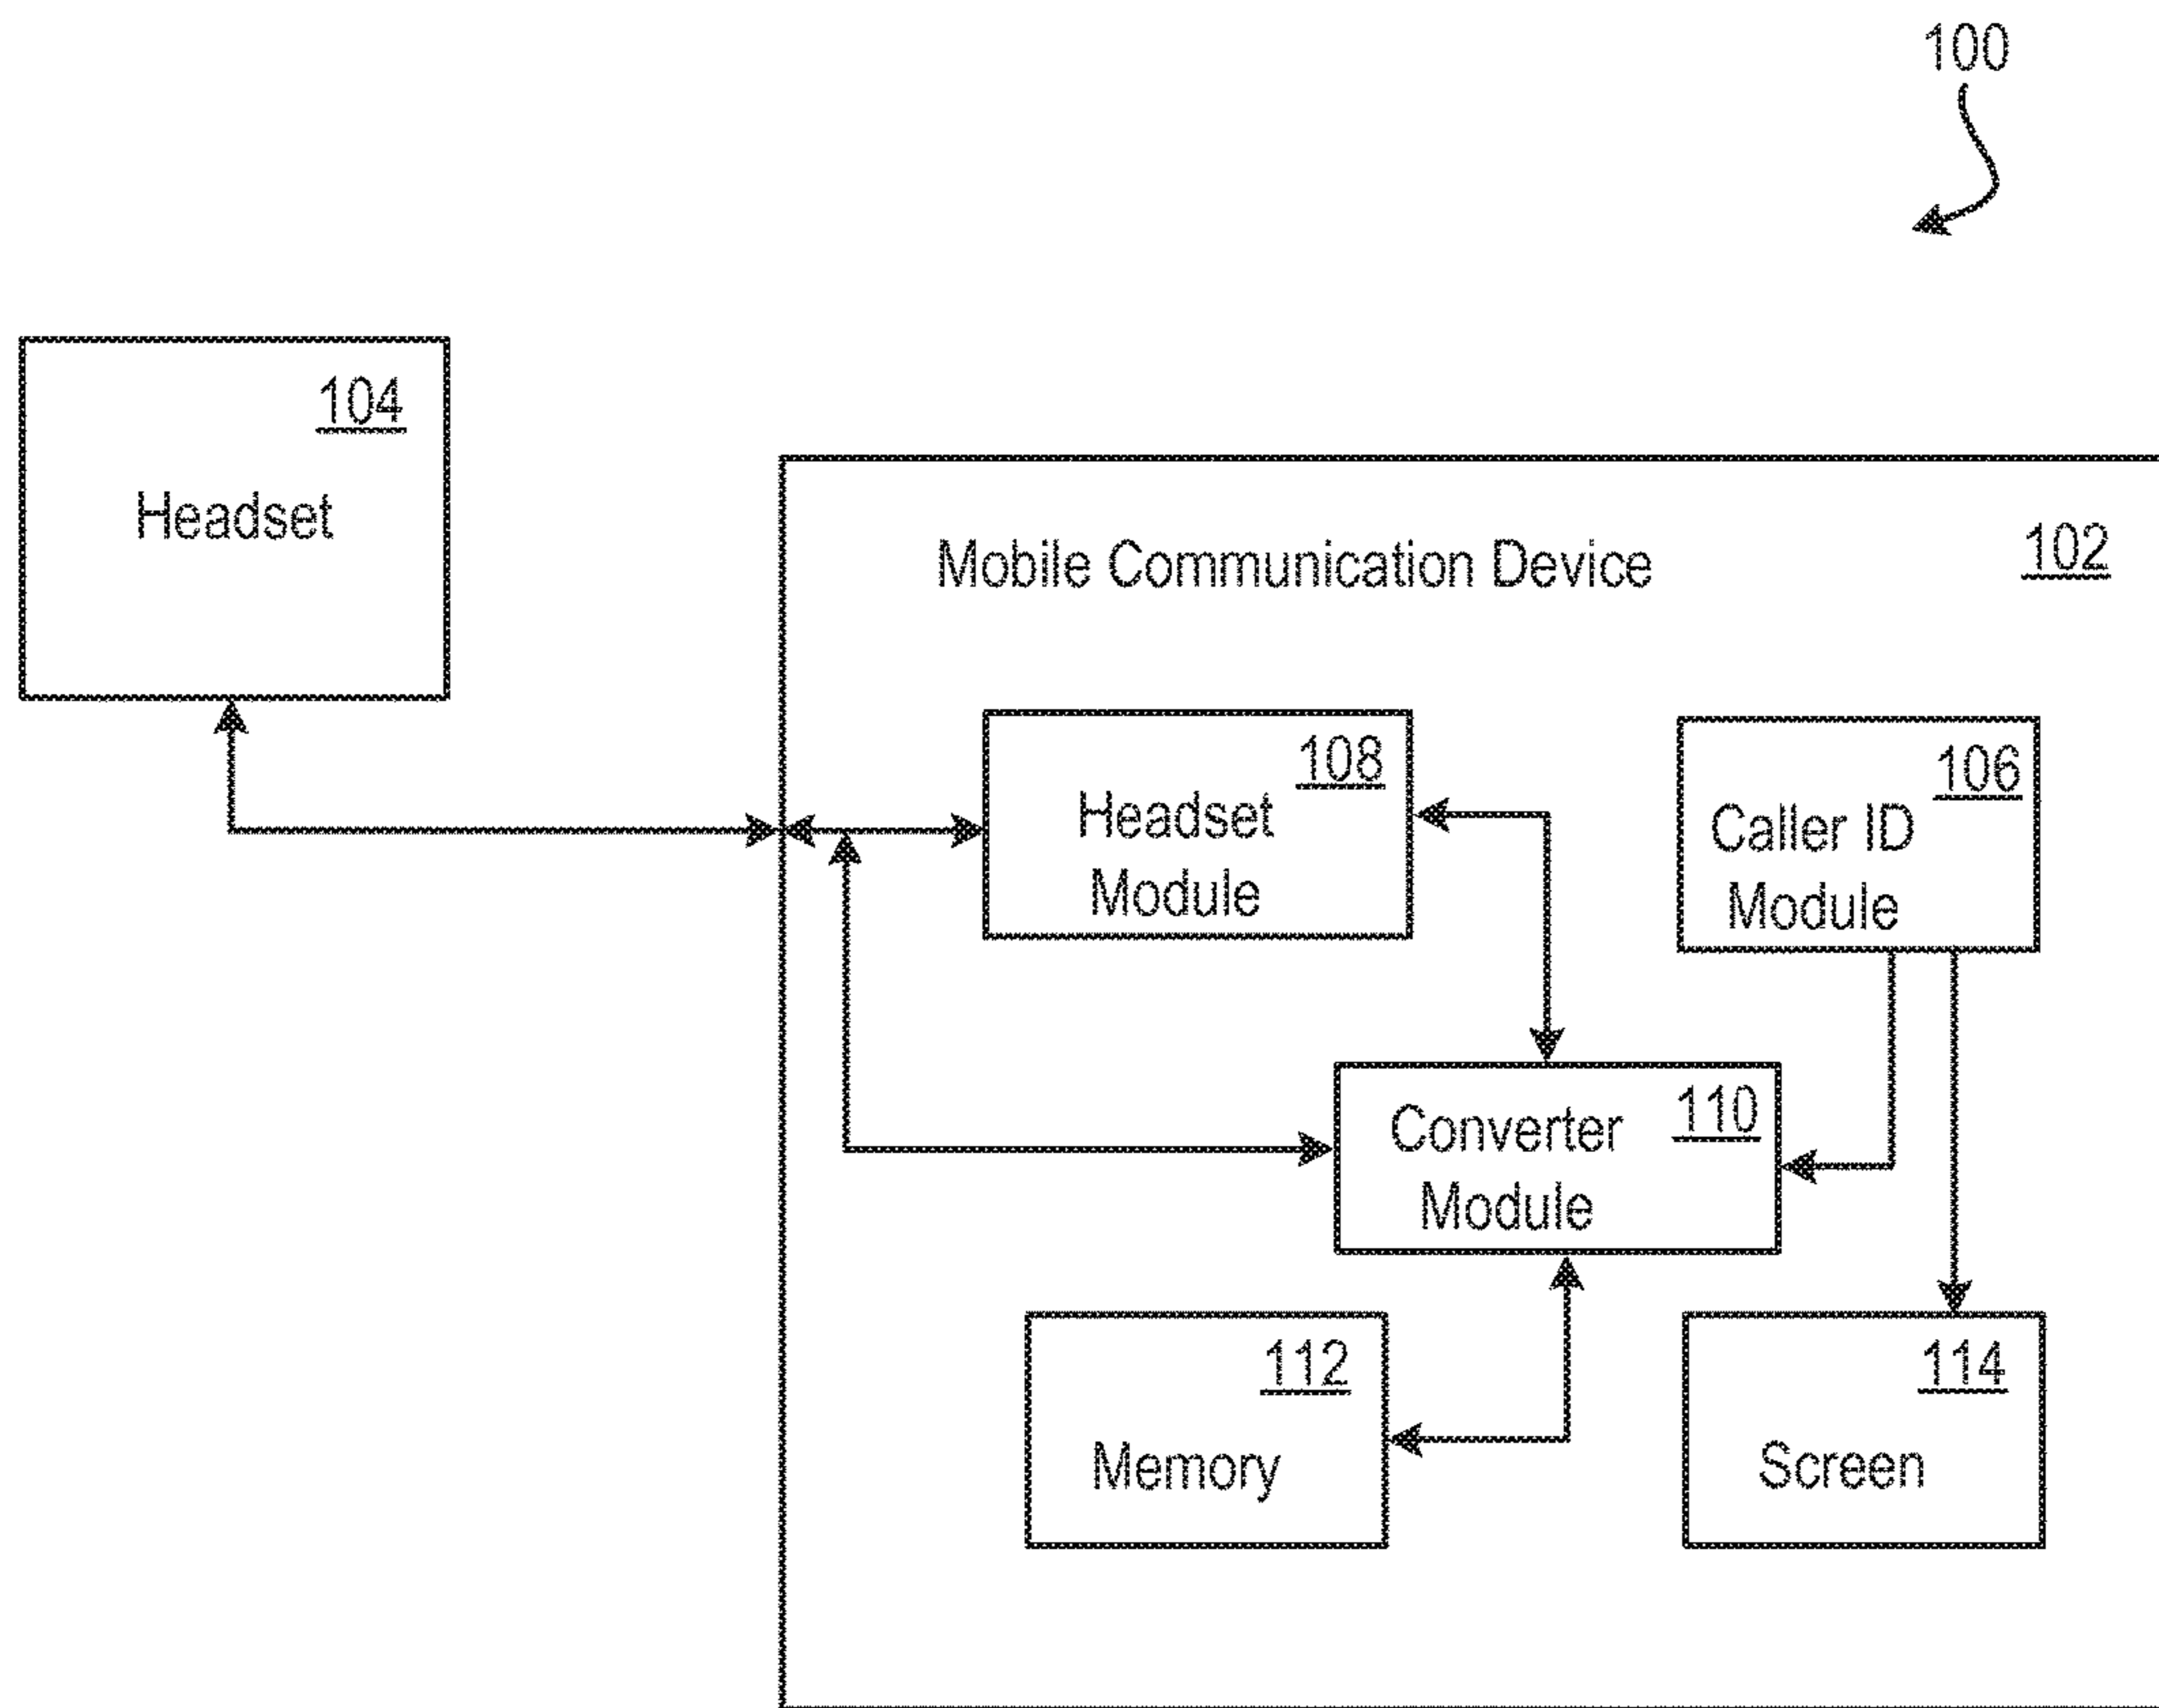 100
104
Headset
Mobile Communication Device
102
108
Headset
Module
106
Caller ID
Module
110
Converter
Module
112
Memory
114
Screen